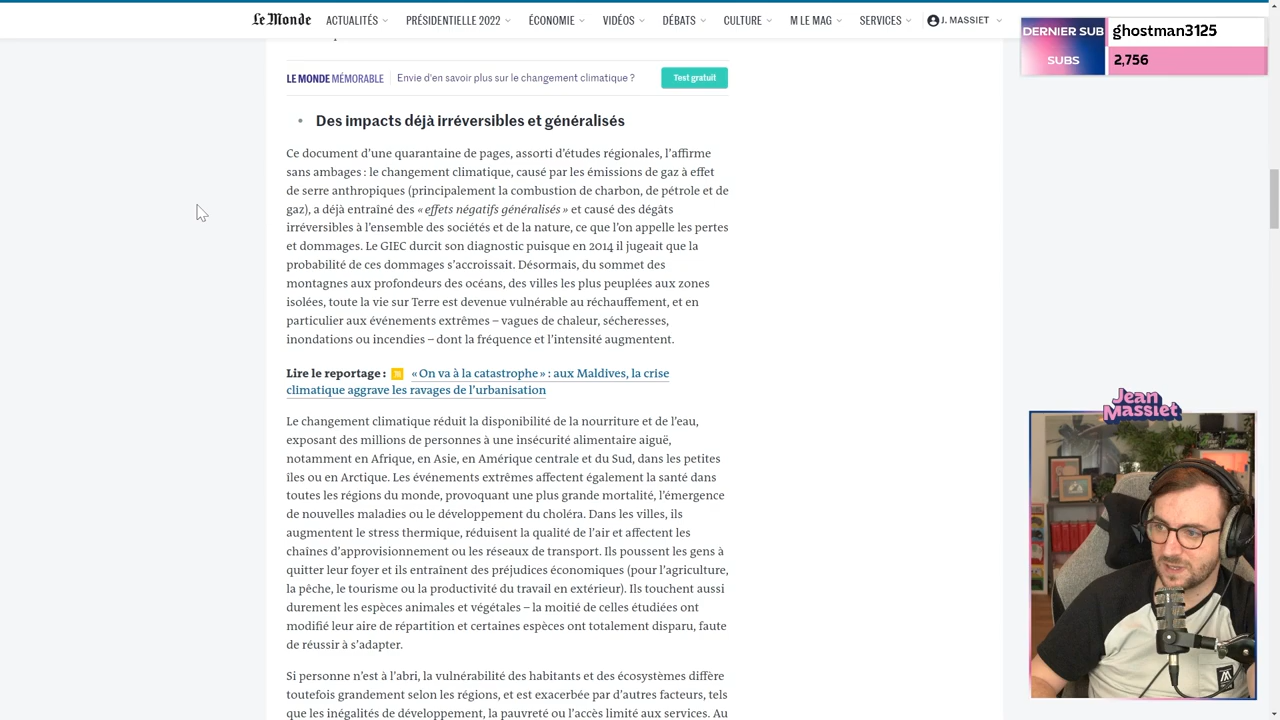 Le Monde
ACTUALITÉS
PRÉSIDENTIELLE 2022
ÉCONOMIE
VIDÉOS
DÉBATS
CULTURE
M LE MAG
SERVICES
J. MASSIET
DERNIER SUB
ghostman3125
SUBS
2,756
LE MONDE MÉMORABLE
Envie d'en savoir plus sur le changement climatique ?
Test gratuit
• Des impacts déjà irréversibles et généralisés
Ce document d’une quarantaine de pages, assorti d’études régionales, l’affirme
sans ambages : le changement climatique, causé par les émissions de gaz à effet
de serre anthropiques (principalement la combustion de charbon, de pétrole et de
gaz), a déjà entraîné des « effets négatifs généralisés » et causé des dégâts
irréversibles à l’ensemble des sociétés et de la nature, ce que l’on appelle les pertes
et dommages. Le GIEC durcit son diagnostic puisque en 2014 il jugeait que la
probabilité de ces dommages s’accroissait. Désormais, du sommet des
montagnes aux profondeurs des océans, des villes les plus peuplées aux zones
isolées, toute la vie sur Terre est devenue vulnérable au réchauffement, et en
particulier aux événements extrêmes – vagues de chaleur, sécheresses,
inondations ou incendies – dont la fréquence et l’intensité augmentent.
Lire le reportage : « On va à la catastrophe » : aux Maldives, la crise
climatique aggrave les ravages de l’urbanisation
Le changement climatique réduit la disponibilité de la nourriture et de l’eau,
exposant des millions de personnes à une insécurité alimentaire aiguë,
notamment en Afrique, en Asie, en Amérique centrale et du Sud, dans les petites
îles ou en Arctique. Les événements extrêmes affectent également la santé dans
toutes les régions du monde, provoquant une plus grande mortalité, l’émergence
de nouvelles maladies ou le développement du choléra. Dans les villes, ils
augmentent le stress thermique, réduisent la qualité de l’air et affectent les
chaînes d’approvisionnement ou les réseaux de transport. Ils poussent les gens à
quitter leur foyer et ils entraînent des préjudices économiques (pour l’agriculture,
la pêche, le tourisme ou la productivité du travail en extérieur). Ils touchent aussi
durement les espèces animales et végétales – la moitié de celles étudiées ont
modifié leur aire de répartition et certaines espèces ont totalement disparu, faute
de réussir à s’adapter.
Si personne n’est à l’abri, la vulnérabilité des habitants et des écosystèmes diffère
toutefois grandement selon les régions, et est exacerbée par d’autres facteurs, tels
que les inégalités de développement, la pauvreté ou l’accès limité aux services. Au
Jean
Massiet